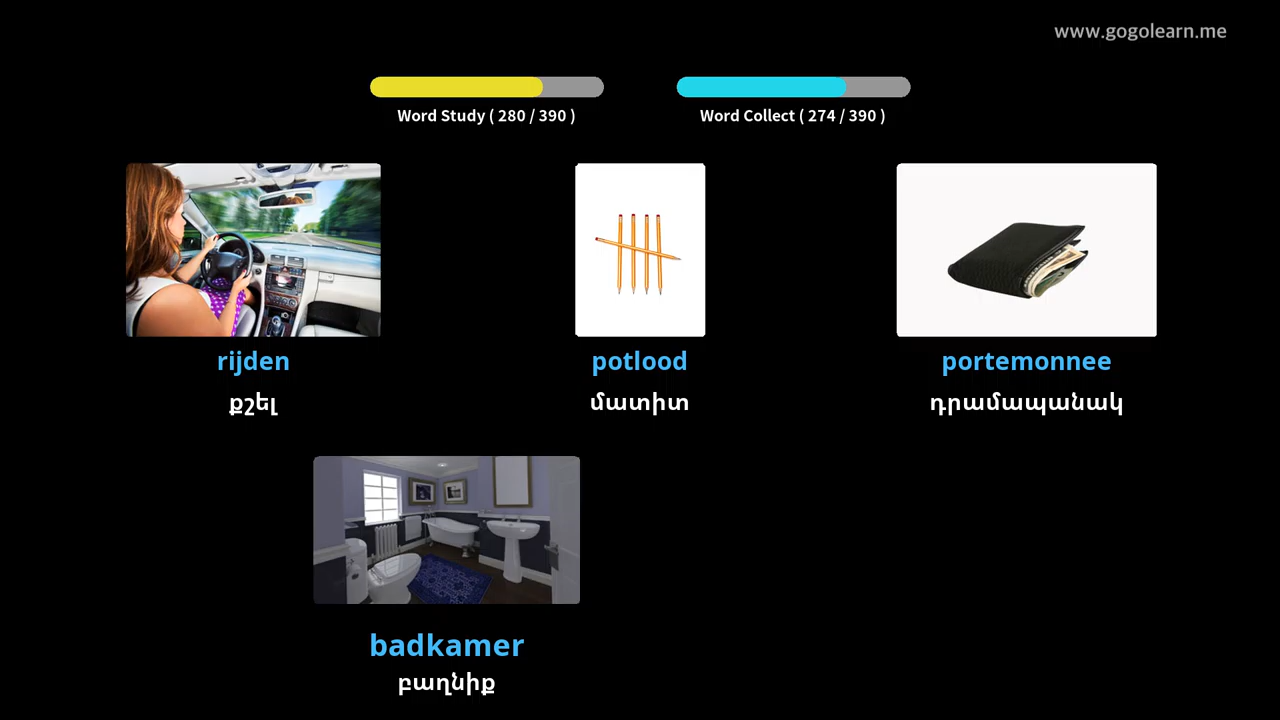 www.gogolearn.me
Word Study ( 280 / 390 )
Word Collect ( 274 / 390 )
rijden
քշել
potlood
մատիտ
portemonnee
դրամապանակ
badkamer
բաղնիք